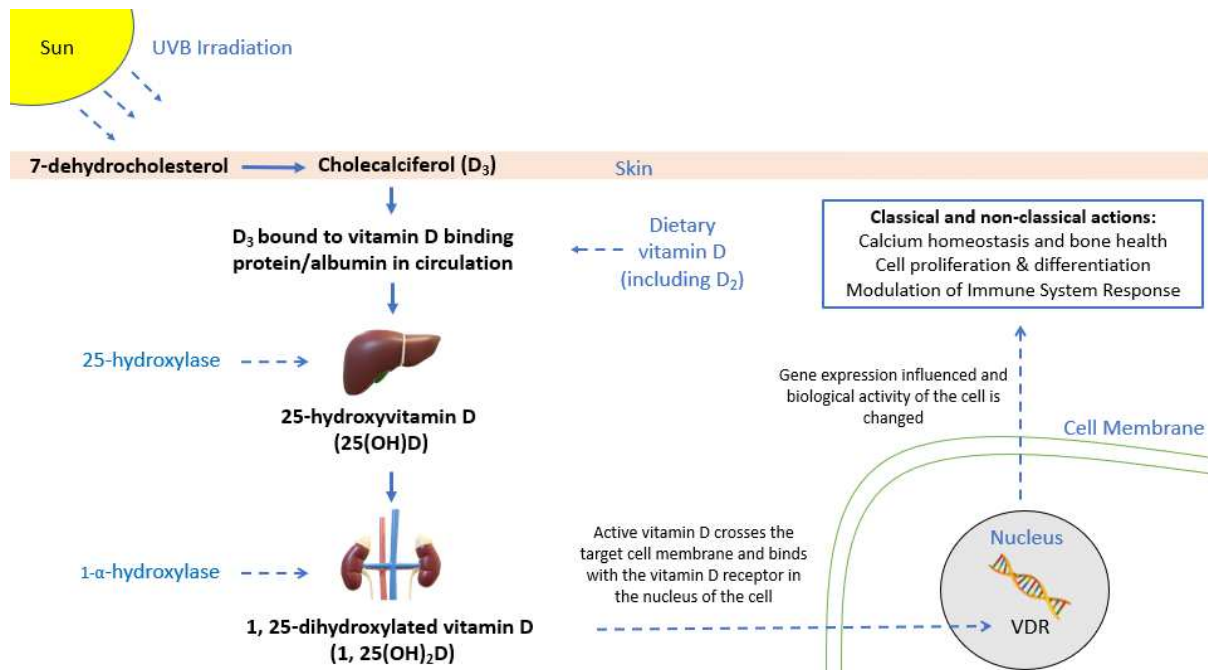 Sun
UVB Irradiation
7-dehydrocholesterol
Cholecalciferol (D₃)
Skin
D₃ bound to vitamin D binding
protein/albumin in circulation
Dietary
vitamin D
(including D₂)
Classical and non-classical actions:
Calcium homeostasis and bone health
Cell proliferation & differentiation
Modulation of Immune System Response
25-hydroxylase
25-hydroxyvitamin D
(25(OH)D)
Gene expression influenced and
biological activity of the cell is
changed
Cell Membrane
1-α-hydroxylase
1, 25-dihydroxylated vitamin D
(1, 25(OH)₂D)
Active vitamin D crosses the
target cell membrane and binds
with the vitamin D receptor in
the nucleus of the cell
Nucleus
VDR